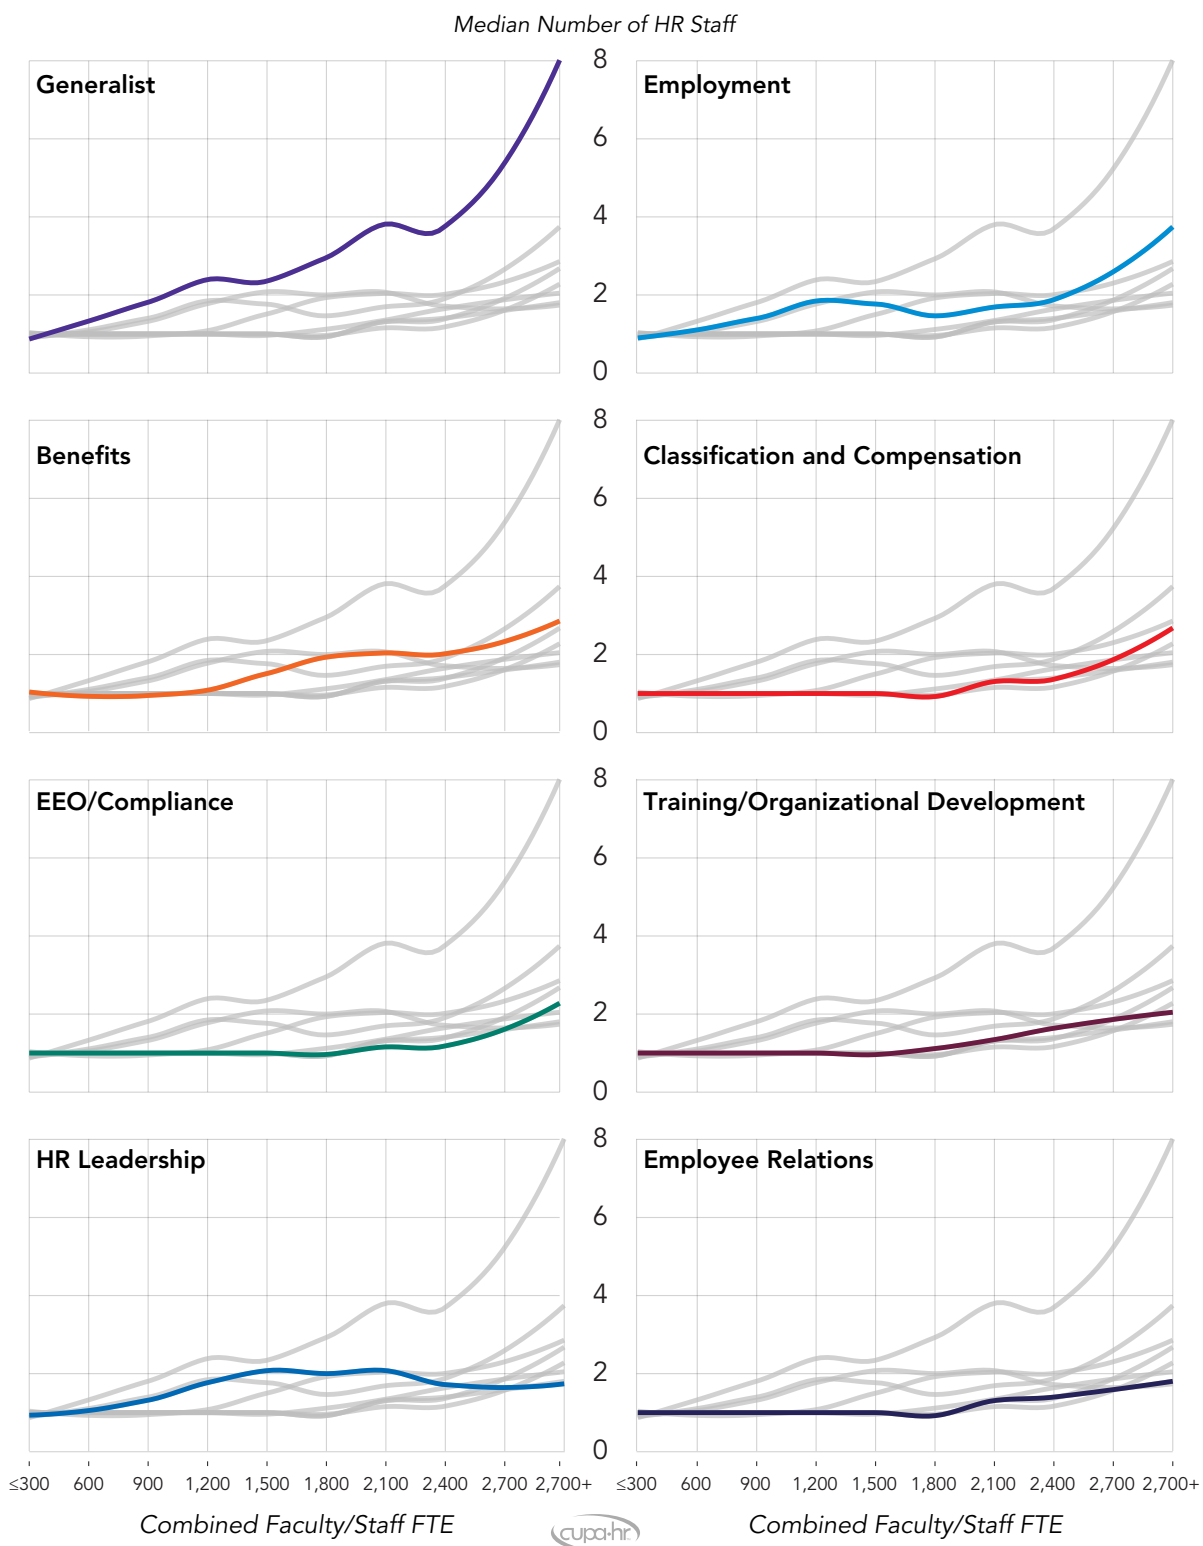 Median Number of HR Staff
Generalist
8
6
4
2
0
Employment
Benefits
8
6
4
2
0
Classification and Compensation
EEO/Compliance
8
6
4
2
0
Training/Organizational Development
HR Leadership
8
6
4
2
0
Employee Relations
≤300 600 900 1,200 1,500 1,800 2,100 2,400 2,700 2,700+
≤300 600 900 1,200 1,500 1,800 2,100 2,400 2,700 2,700+
Combined Faculty/Staff FTE
cupa·hr
Combined Faculty/Staff FTE